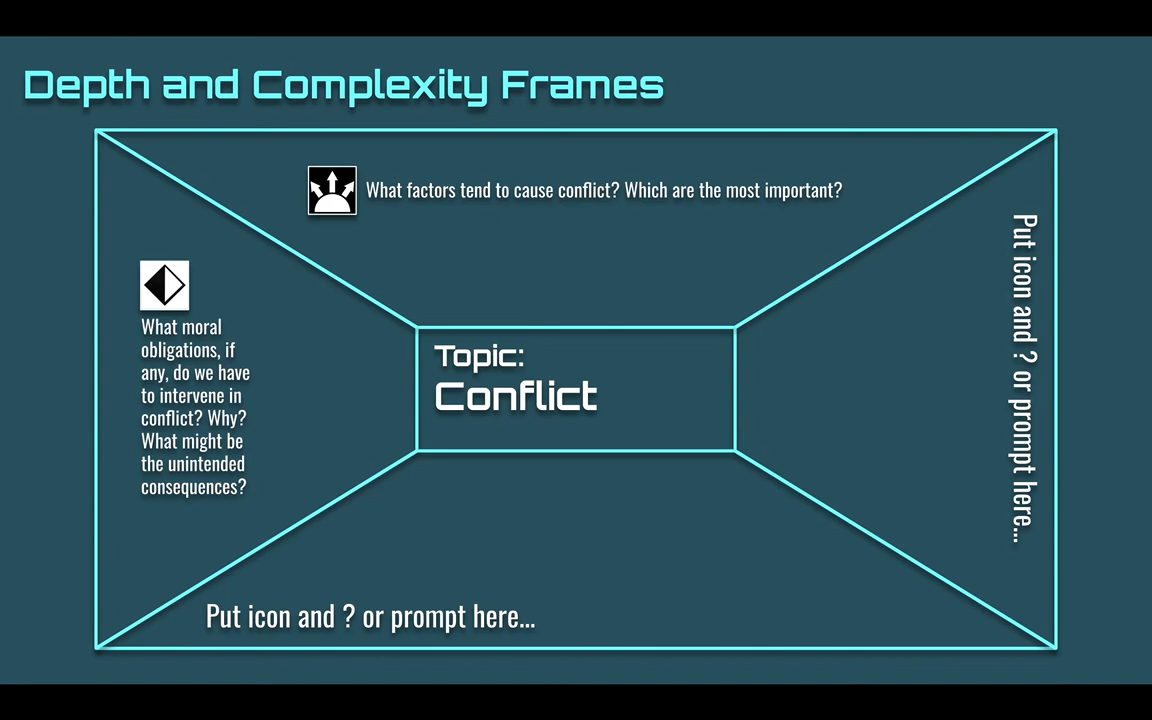 Depth and Complexity Frames
What factors tend to cause conflict? Which are the most important?
What moral
obligations, if
any, do we have
to intervene in
conflict? Why?
What might be
the unintended
consequences?
Topic:
Conflict
Put icon and ? or prompt here...
Put icon and ? or prompt here...